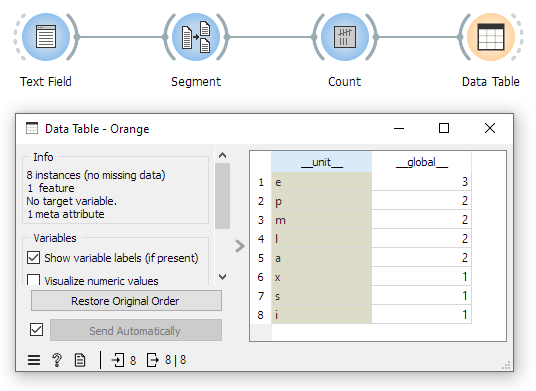 Text Field Segment Count Data Table
Data Table - Orange
Info
8 instances (no missing data)
1 feature
No target variable.
1 meta attribute
Variables
Show variable labels (if present)
Visualize numeric values
Restore Original Order
Send Automatically
8 8|8
__unit__ __global__
1 e 3
2 p 2
3 m 2
4 l 2
5 a 2
6 x 1
7 s 1
8 i 1